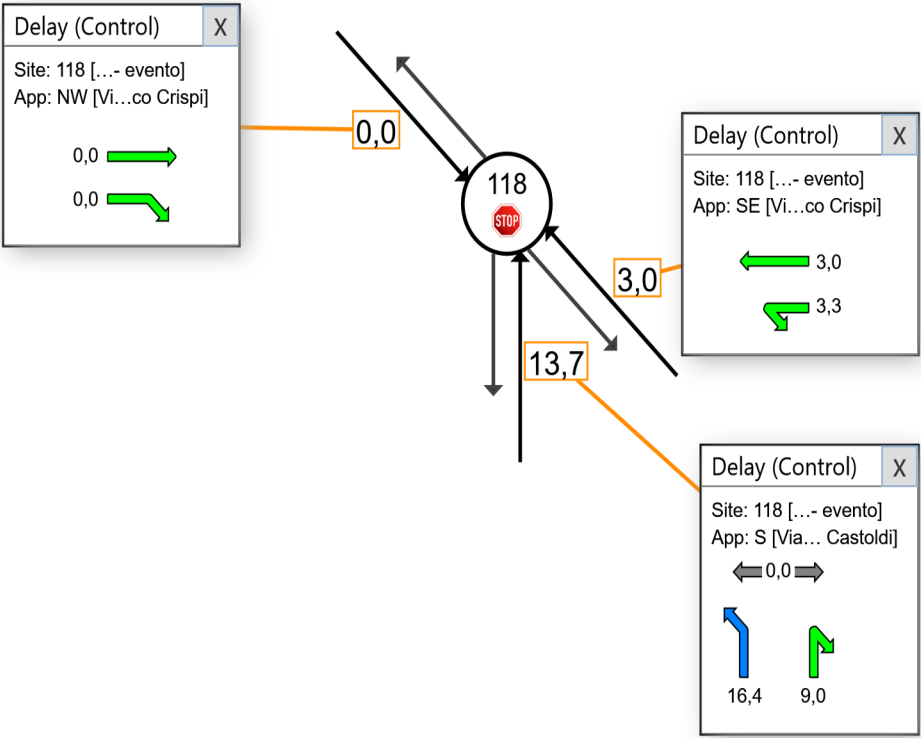 Delay (Control) X
Site: 118 [...- evento]
App: NW [Vi...co Crispi]
0,0
0,0
0,0
118
STOP
Delay (Control) X
Site: 118 [...- evento]
App: SE [Vi...co Crispi]
3,0
3,3
3,0
13,7
Delay (Control) X
Site: 118 [...- evento]
App: S [Via... Castoldi]
0,0
16,4 9,0